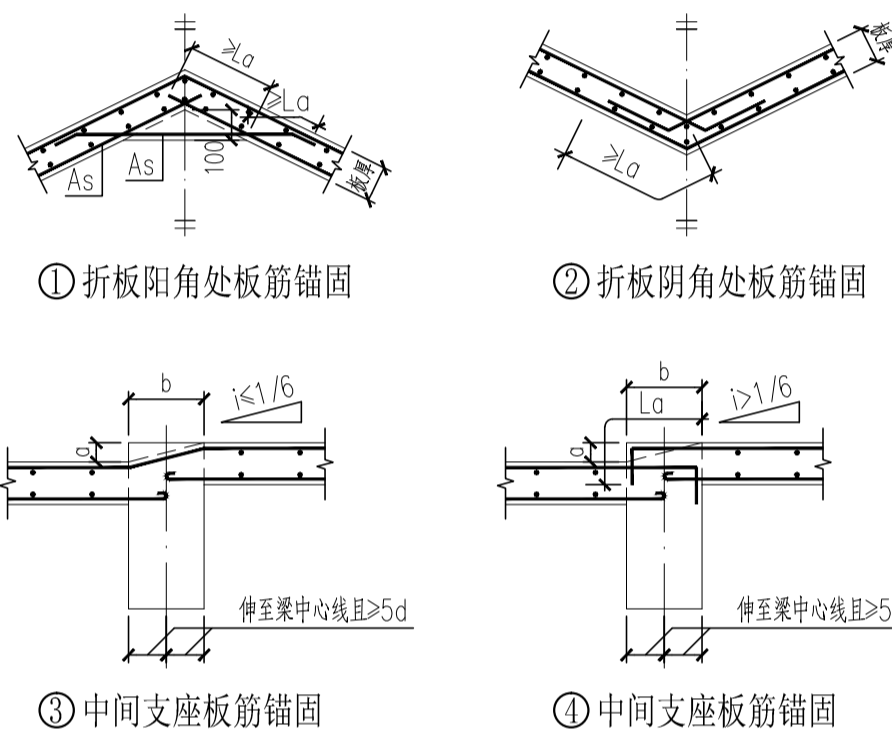 ≥La
≥La
100
As
As
板厚
① 折板阳角处板筋锚固
板厚
≥La
② 折板阴角处板筋锚固
b
i≤1/6
a
伸至梁中心线且≥5d
③ 中间支座板筋锚固
b
La
i>1/6
a
伸至梁中心线且≥5
④ 中间支座板筋锚固